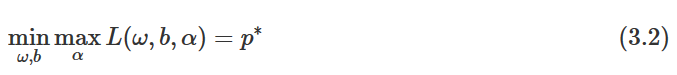 min max L(ω, b, α) = p* (3.2)
ω,b α